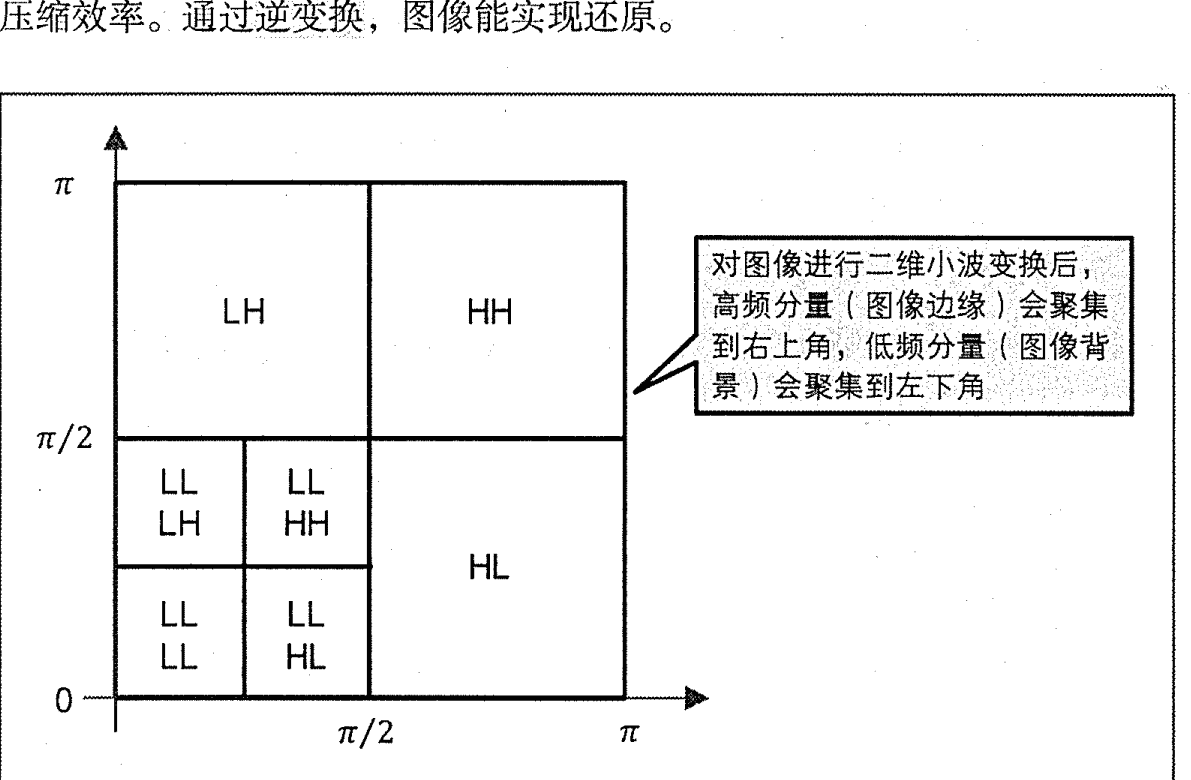 压缩效率。通过逆变换，图像能实现还原。
π
LH
HH
对图像进行二维小波变换后，
高频分量（图像边缘）会聚集
到右上角，低频分量（图像背
景）会聚集到左下角
π/2
LL
LH
LL
HH
HL
LL
LL
LL
HL
0
π/2
π